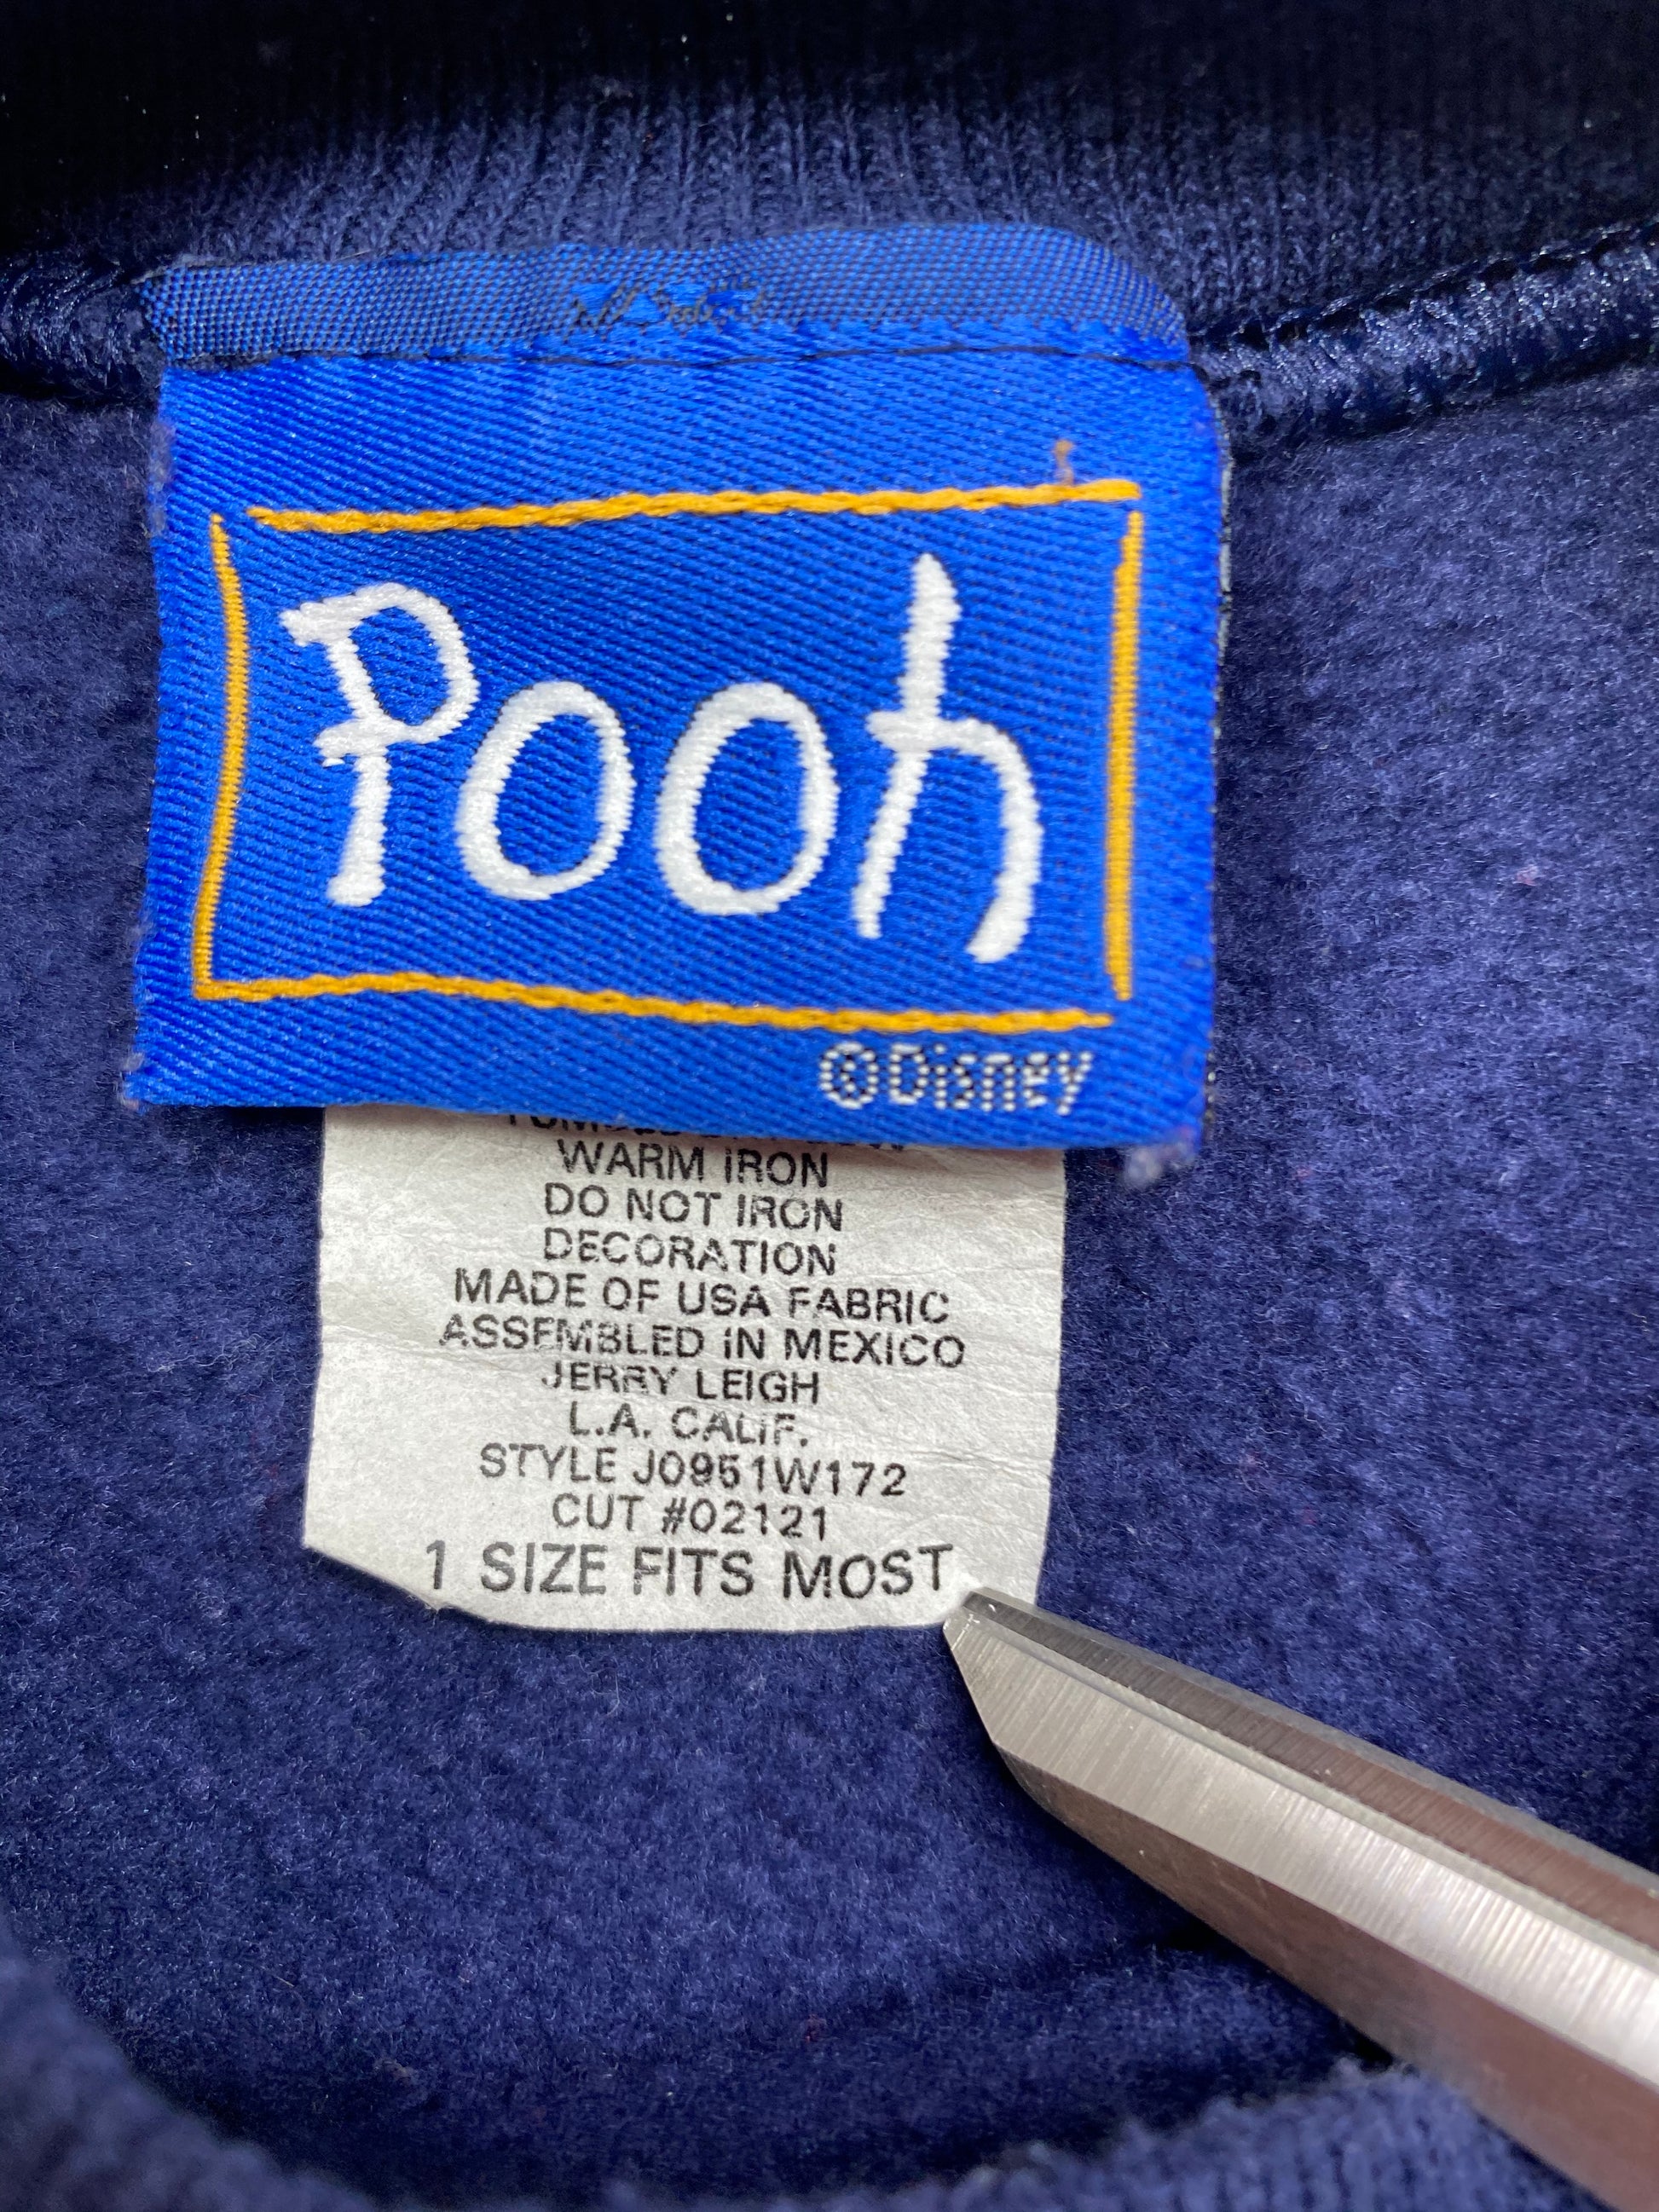 Pooh
©Disney
WARM IRON
DO NOT IRON
DECORATION
MADE OF USA FABRIC
ASSEMBLED IN MEXICO
JERRY LEIGH
L.A. CALIF.
STYLE J0951W172
CUT #02121
1 SIZE FITS MOST